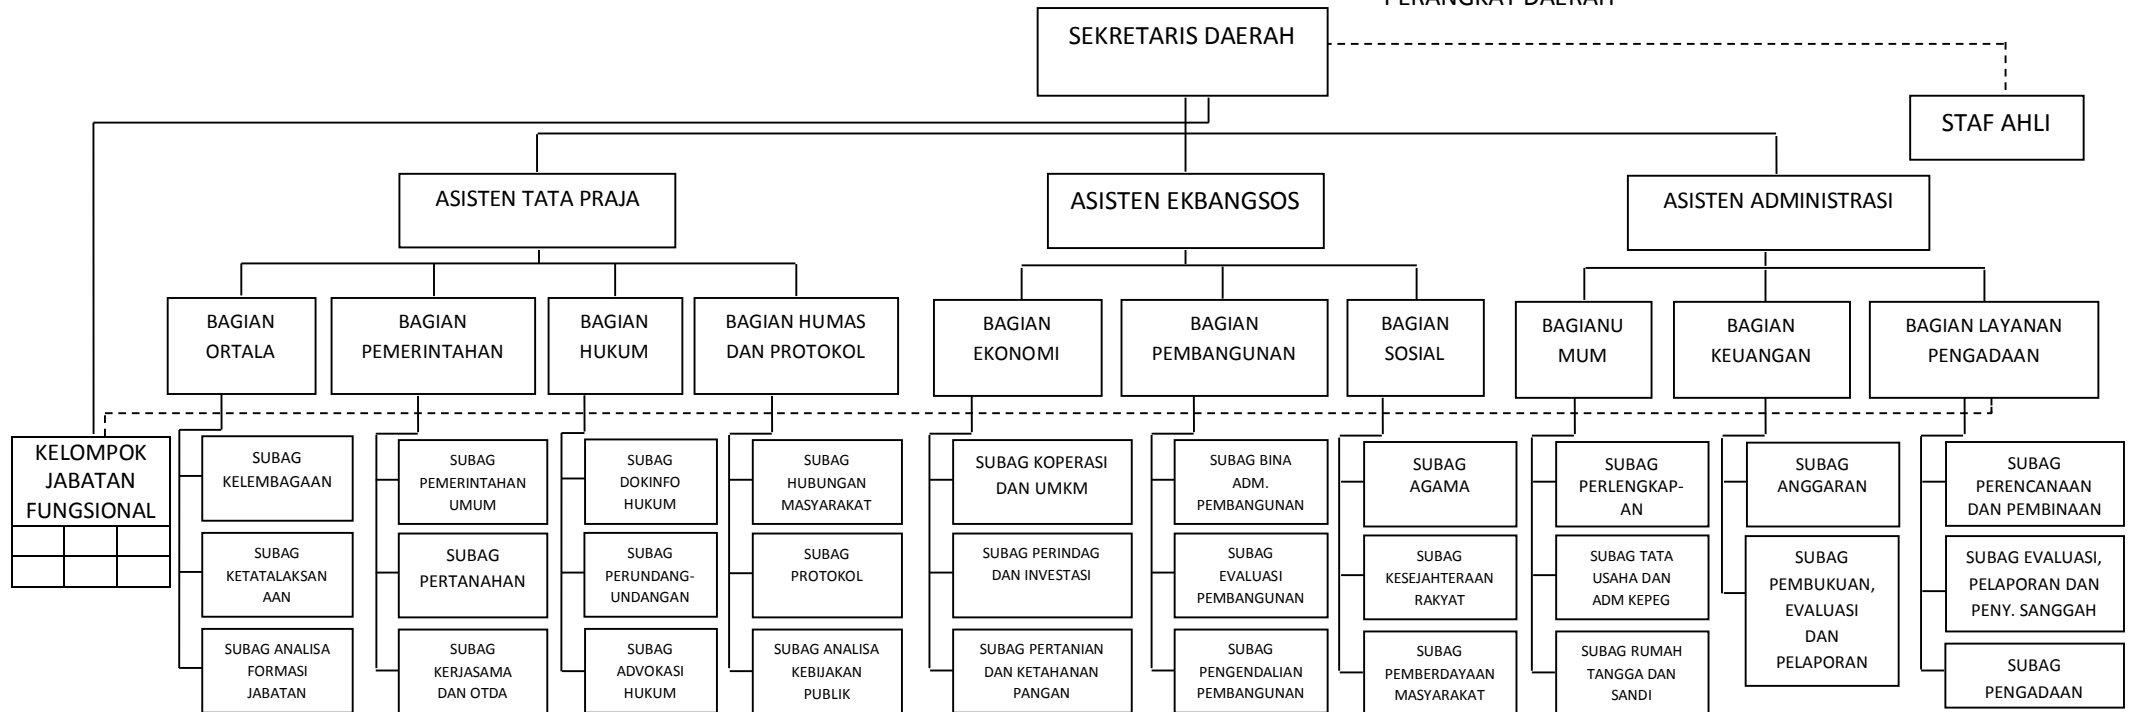 PERANGKAT DAERAH
SEKRETARIS DAERAH
STAF AHLI
ASISTEN TATA PRAJA
ASISTEN EKBANGSOS
ASISTEN ADMINISTRASI
BAGIAN
ORTALA
BAGIAN
PEMERINTAHAN
BAGIAN
HUKUM
BAGIAN HUMAS
DAN PROTOKOL
BAGIAN
EKONOMI
BAGIAN
PEMBANGUNAN
BAGIAN
SOSIAL
BAGIANU
MUM
BAGIAN
KEUANGAN
BAGIAN LAYANAN
PENGADAAN
KELOMPOK
JABATAN
FUNGSIONAL
SUBAG
KELEMBAGAAN
SUBAG
PEMERINTAHAN
UMUM
SUBAG
DOKINFO
HUKUM
SUBAG
HUBUNGAN
MASYARAKAT
SUBAG KOPERASI
DAN UMKM
SUBAG BINA
ADM.
PEMBANGUNAN
SUBAG
AGAMA
SUBAG
PERLENGKAP-
AN
SUBAG
ANGGARAN
SUBAG
PERENCANAAN
DAN PEMBINAAN
SUBAG
KETATALAKSAN
AAN
SUBAG
PERTANAHAN
SUBAG
PERUNDANG-
UNDANGAN
SUBAG
PROTOKOL
SUBAG PERINDAG
DAN INVESTASI
SUBAG
EVALUASI
PEMBANGUNAN
SUBAG
KESEJAHTERAAN
RAKYAT
SUBAG TATA
USAHA DAN
ADM KEPEG
SUBAG
PEMBUKUAN,
EVALUASI
DAN
PELAPORAN
SUBAG EVALUASI,
PELAPORAN DAN
PENY. SANGGAH
SUBAG ANALISA
FORMASI
JABATAN
SUBAG
KERJASAMA
DAN OTDA
SUBAG
ADVOKASI
HUKUM
SUBAG ANALISA
KEBIJAKAN
PUBLIK
SUBAG PERTANIAN
DAN KETAHANAN
PANGAN
SUBAG
PENGENDALIAN
PEMBANGUNAN
SUBAG
PEMBERDAYAAN
MASYARAKAT
SUBAG RUMAH
TANGGA DAN
SANDI
SUBAG
PENGADAAN